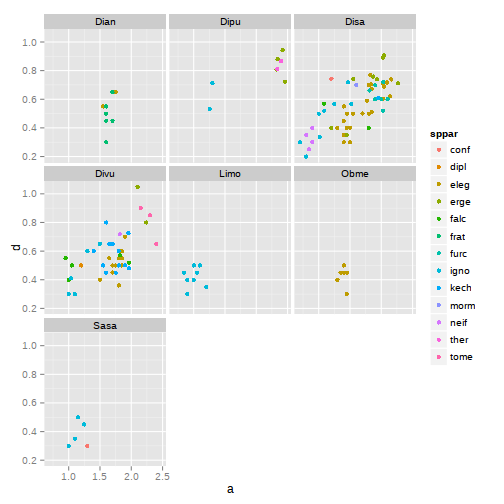 Dian Dipu Disa
1.0
0.8
0.6
0.4
0.2
Divu Limo Obme
1.0
0.8
0.6
0.4
0.2
d
Sasa
1.0
0.8
0.6
0.4
0.2
1.0 1.5 2.0 2.5
a
sppar
conf
dipl
eleg
erge
falc
frat
furc
igno
kech
morm
neif
ther
tome